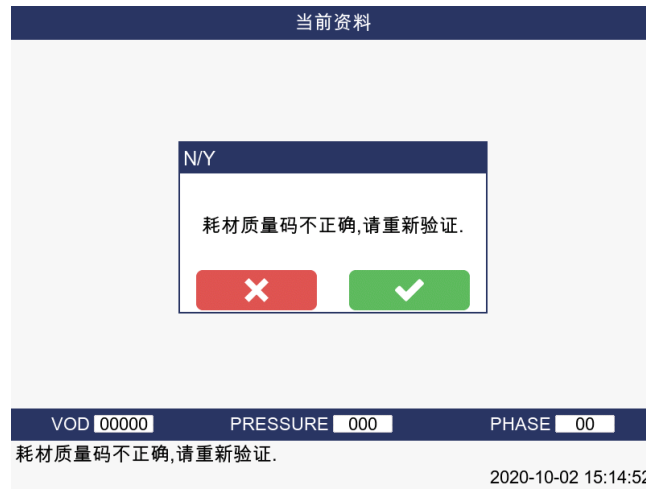 当前资料
N/Y
耗材质量码不正确,请重新验证.
VOD 00000 PRESSURE 000 PHASE 00
耗材质量码不正确,请重新验证.
2020-10-02 15:14:52